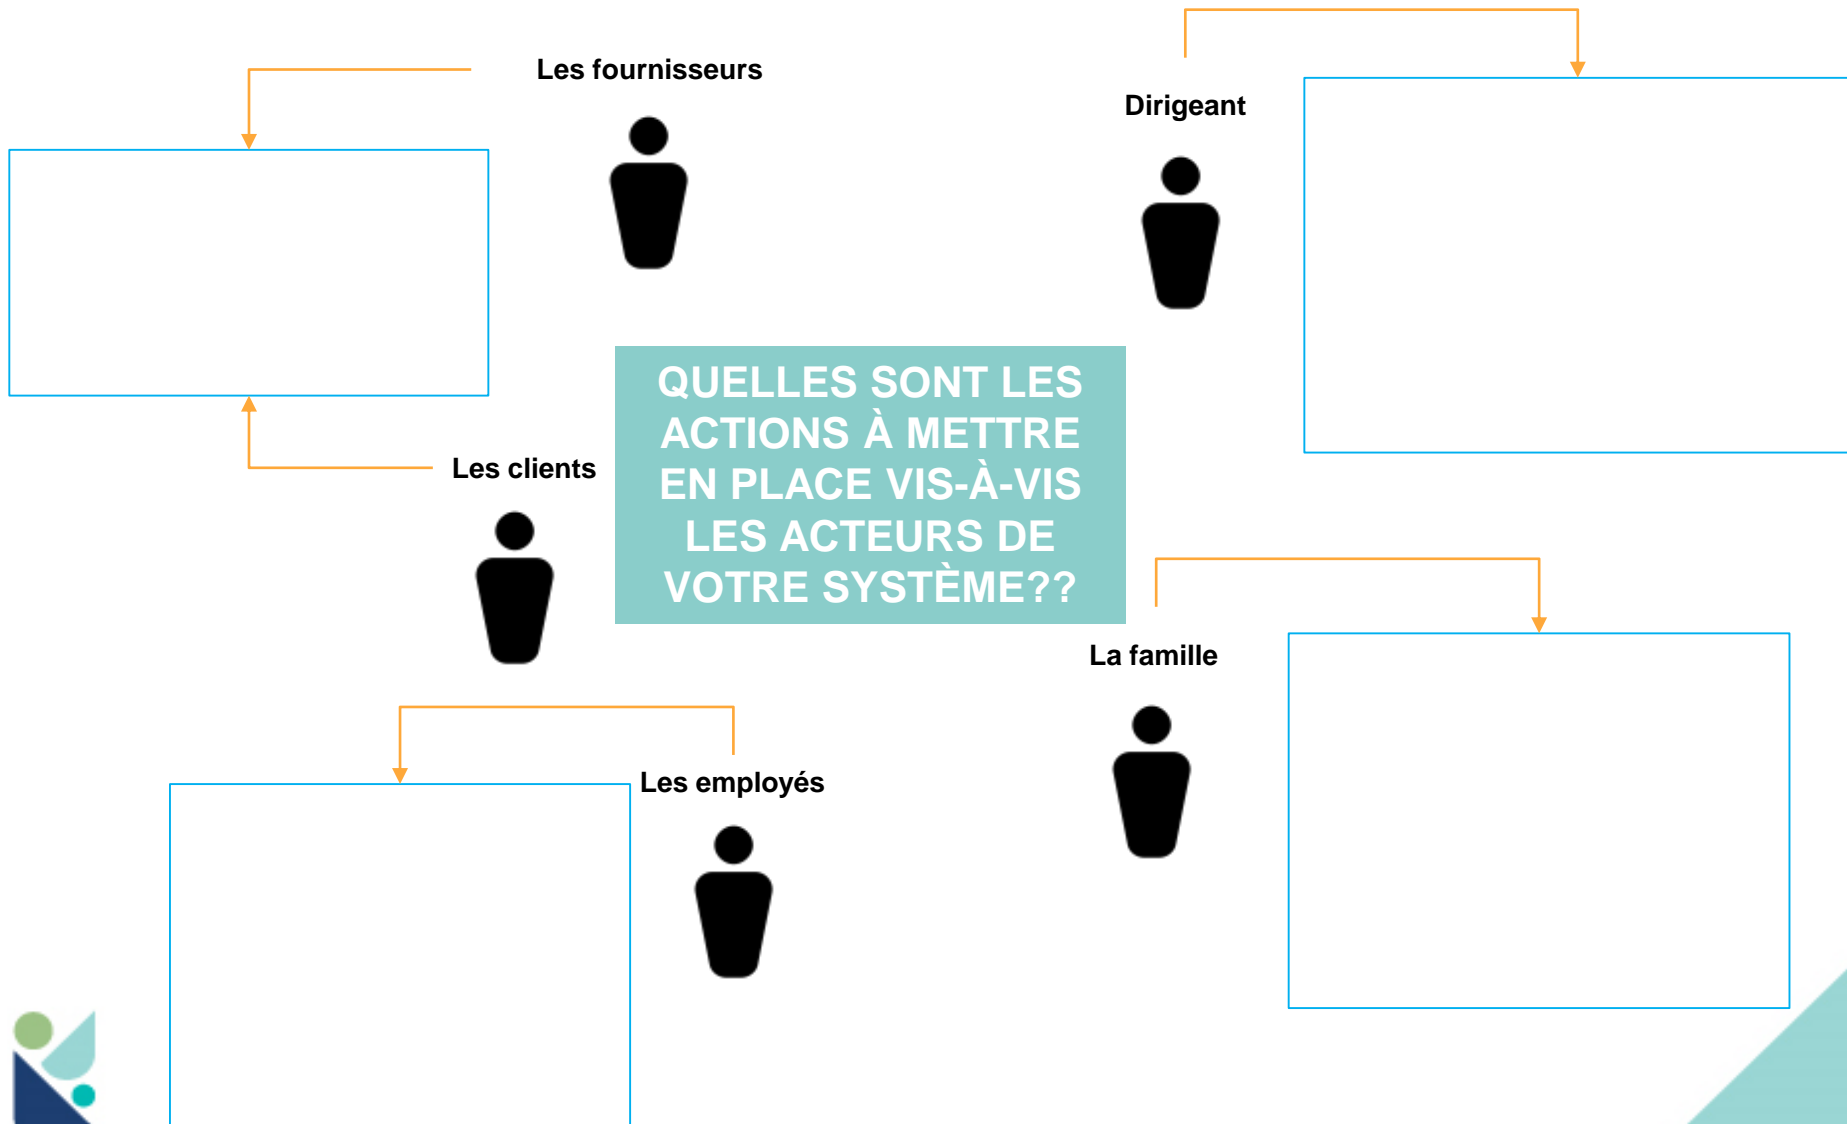 Les fournisseurs
Dirigeant
QUELLES SONT LES
ACTIONS À METTRE
EN PLACE VIS-À-VIS
LES ACTEURS DE
VOTRE SYSTÈME??
Les clients
La famille
Les employés